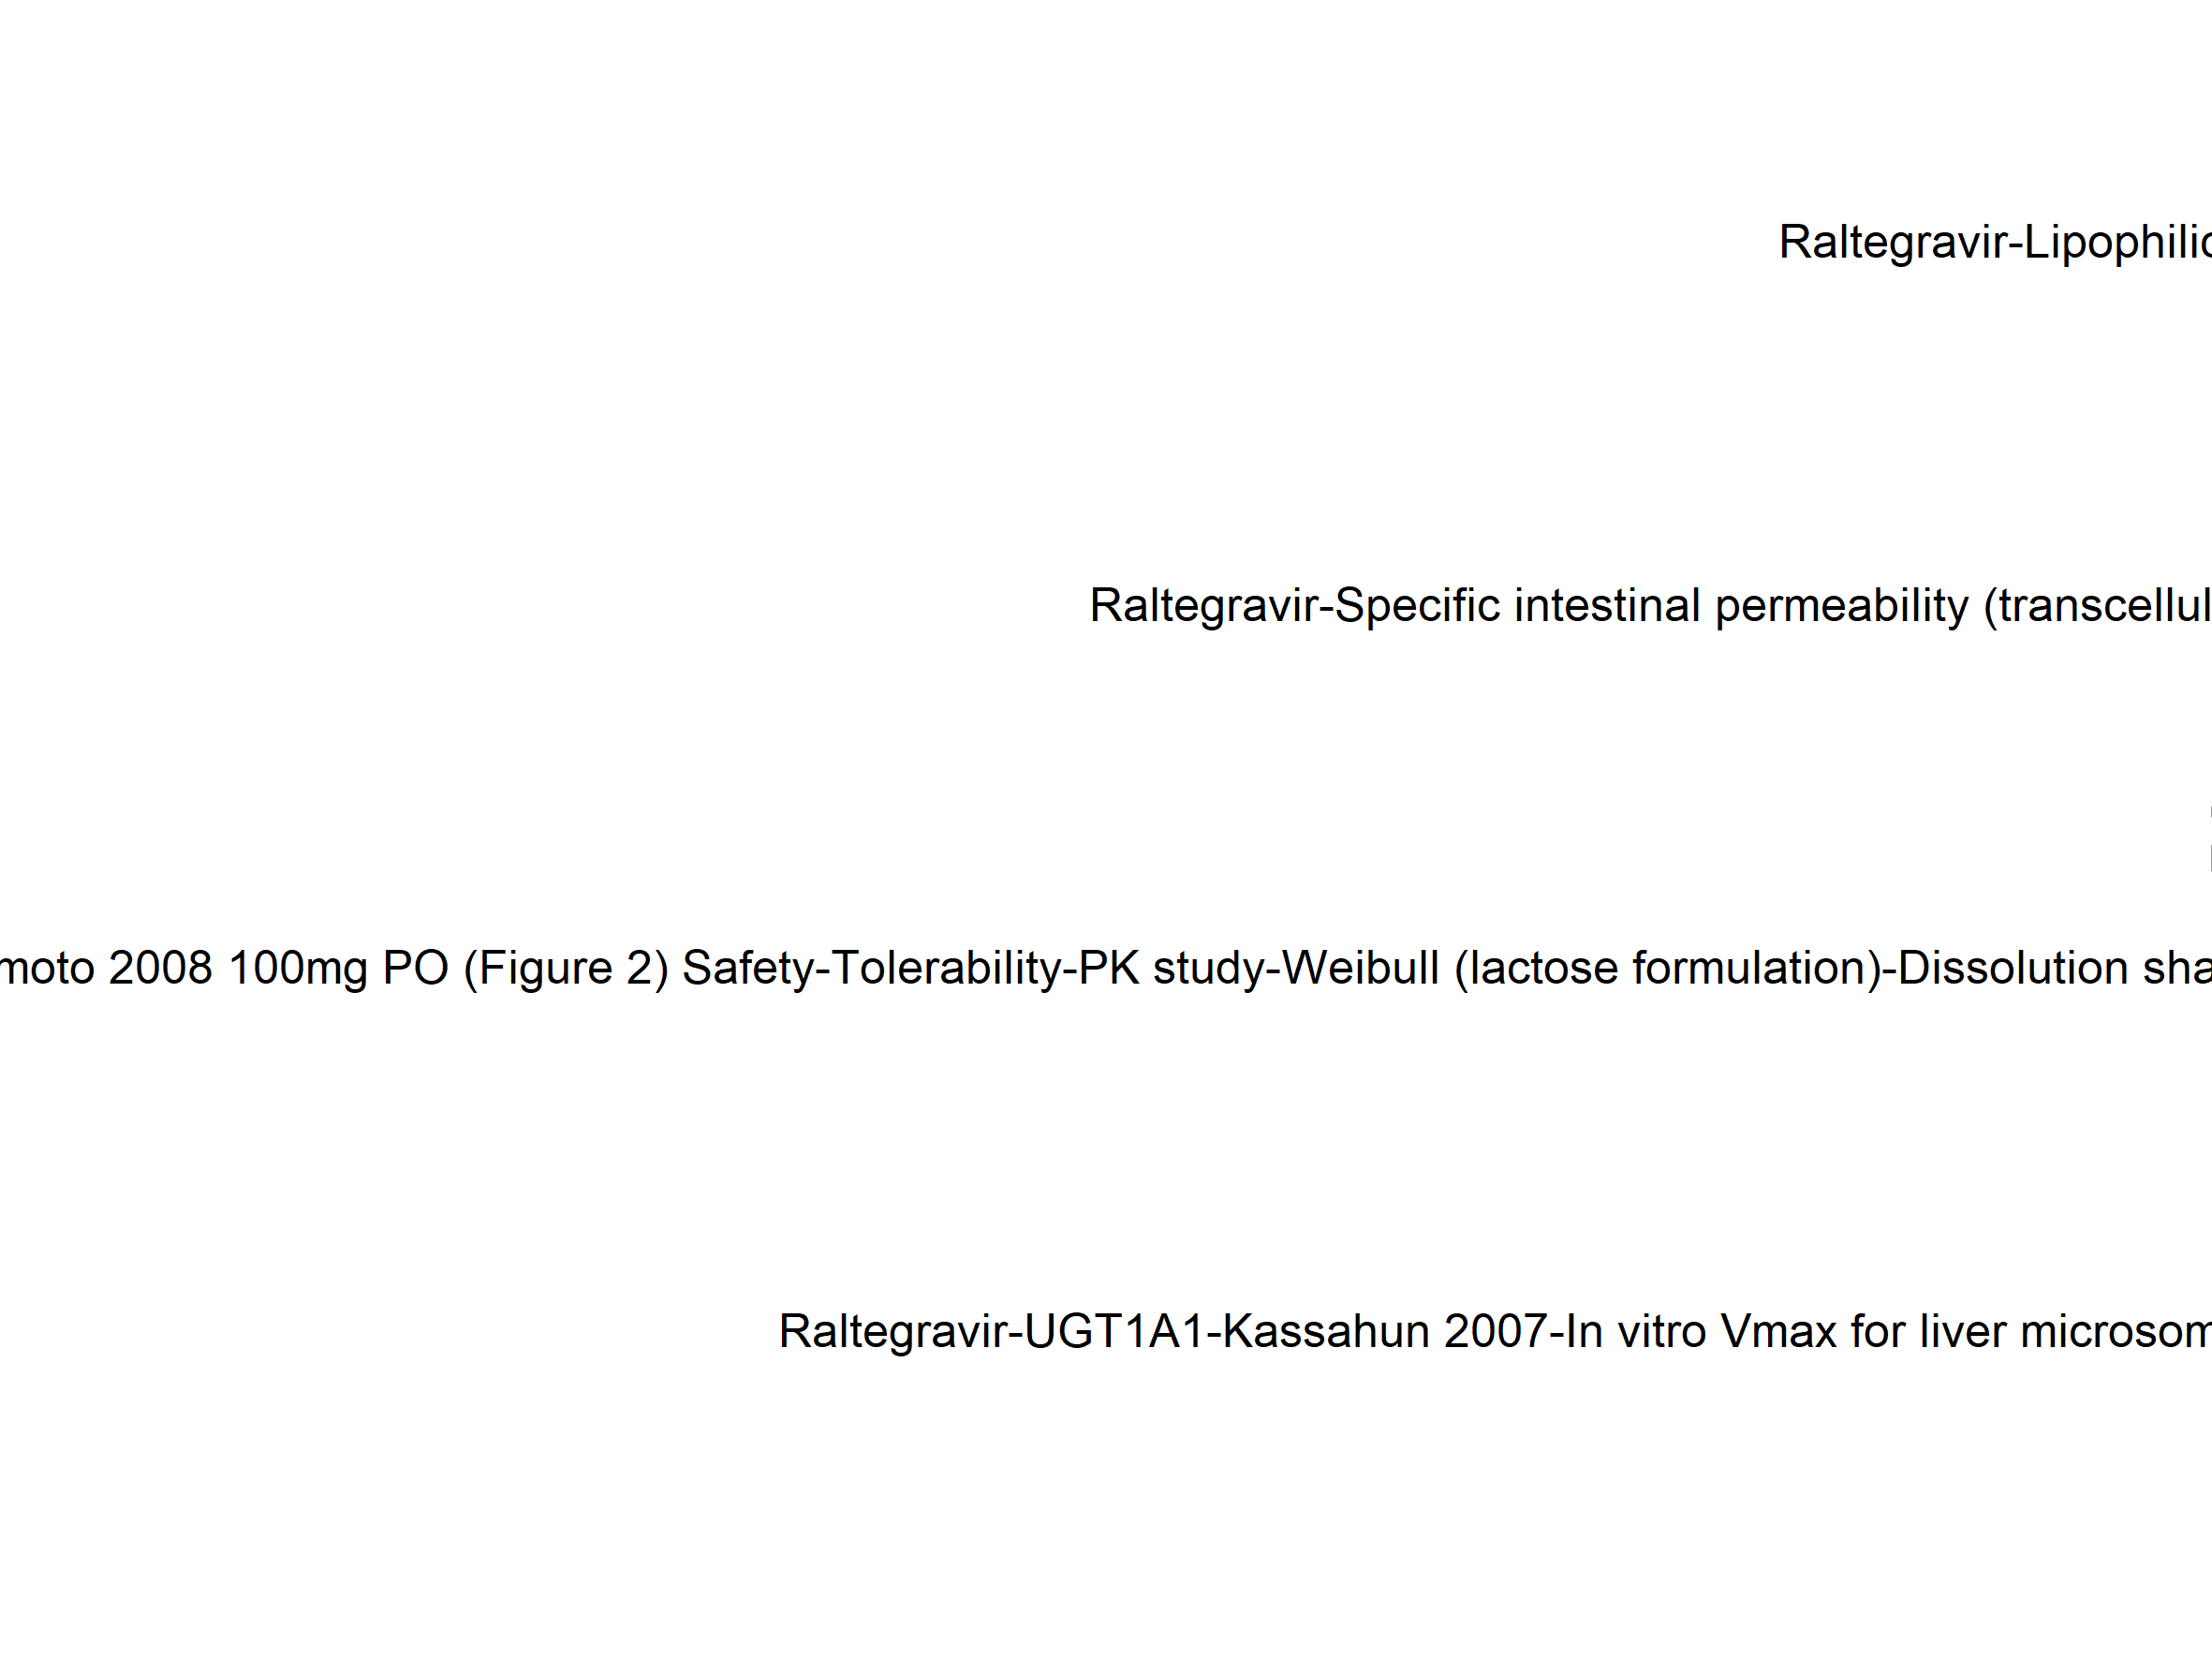 Raltegravir-Lipophilic
Raltegravir-Specific intestinal permeability (transcellul
moto 2008 100mg PO (Figure 2) Safety-Tolerability-PK study-Weibull (lactose formulation)-Dissolution sha
Raltegravir-UGT1A1-Kassahun 2007-In vitro Vmax for liver microsom